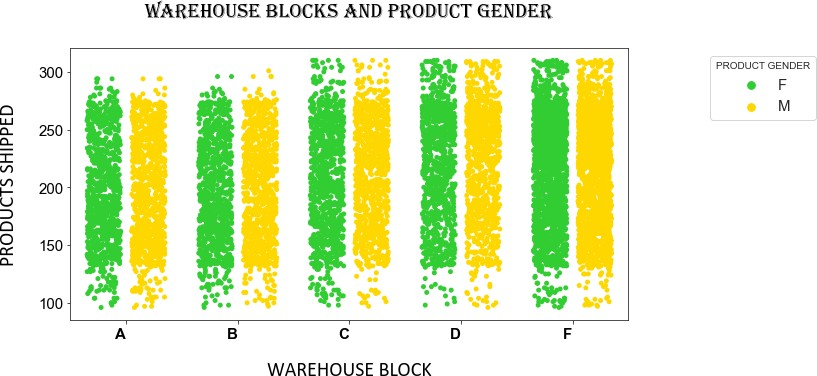 WAREHOUSE BLOCKS AND PRODUCT GENDER
PRODUCTS SHIPPED
300
250
200
150
100
A B C D F
WAREHOUSE BLOCK
PRODUCT GENDER
F
M